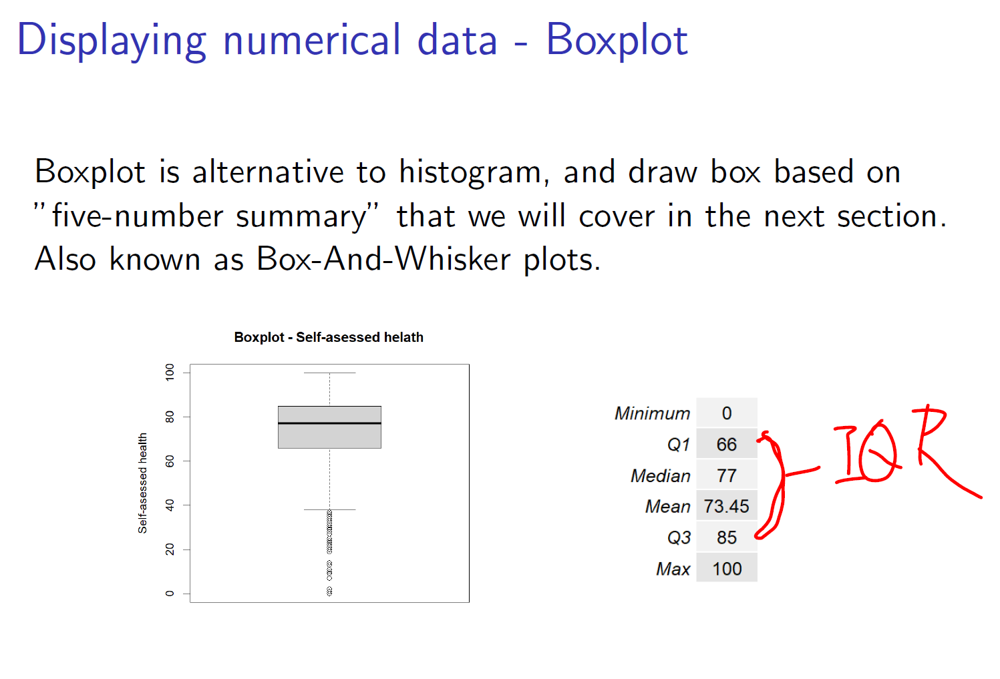 Displaying numerical data - Boxplot
Boxplot is alternative to histogram, and draw box based on
"five-number summary" that we will cover in the next section.
Also known as Box-And-Whisker plots.
Boxplot - Self-asessed helath
Self-asessed health
100
80
60
40
20
0
Minimum 0
Q1 66
Median 77
Mean 73.45
Q3 85
Max 100
IQR